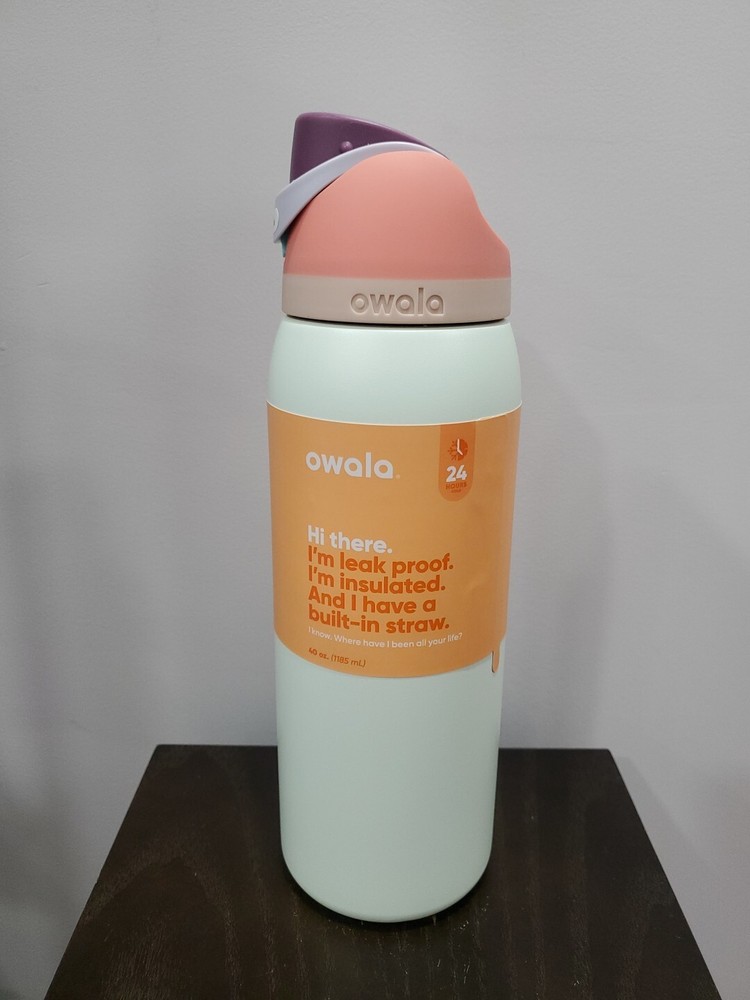 owala
owala
24
HOURS
Hi there.
I'm leak proof.
I'm insulated.
And I have a
built-in straw.
I know. Where have I been all your life?
40 oz. (1185 mL)